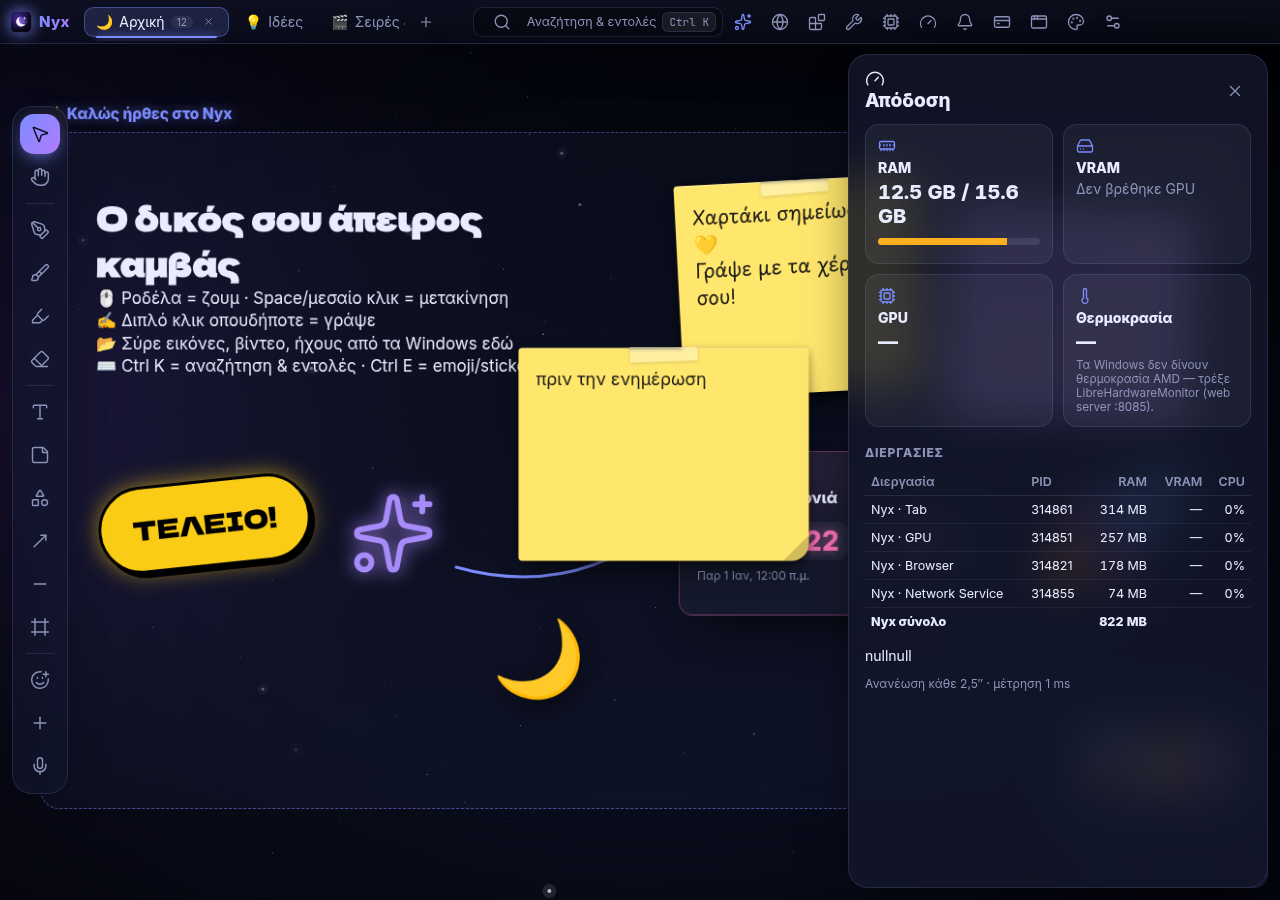 Nyx
Αρχική 12
Ιδέες
Σειρές
Αναζήτηση & εντολές Ctrl K
Καλώς ήρθες στο Nyx
Ο δικός σου άπειρος
καμβάς
Ροδέλα = ζουμ · Space/μεσαίο κλικ = μετακίνηση
Διπλό κλικ οπουδήποτε = γράψε
Σύρε εικόνες, βίντεο, ήχους από τα Windows εδώ
Ctrl K = αναζήτηση & εντολές · Ctrl E = emoji/stick
Γράψε με τα
σου!
πριν την ενημέρωση
ΤΕΛΕΙΟ!
22
Παρ 1 Ιαν, 12:00 π.μ.
Απόδοση
RAM
12.5 GB / 15.6
GB
VRAM
Δεν βρέθηκε GPU
GPU
—
Θερμοκρασία
—
Τα Windows δεν δίνουν
θερμοκρασία AMD — τρέξε
LibreHardwareMonitor (web
server :8085).
ΔΙΕΡΓΑΣΙΕΣ
Διεργασία PID RAM VRAM CPU
Nyx · Tab 314861 314 MB — 0%
Nyx · GPU 314851 257 MB — 0%
Nyx · Browser 314821 178 MB — 0%
Nyx · Network Service 314855 74 MB — 0%
Nyx σύνολο 822 MB
nullnull
Ανανέωση κάθε 2,5″ · μέτρηση 1 ms